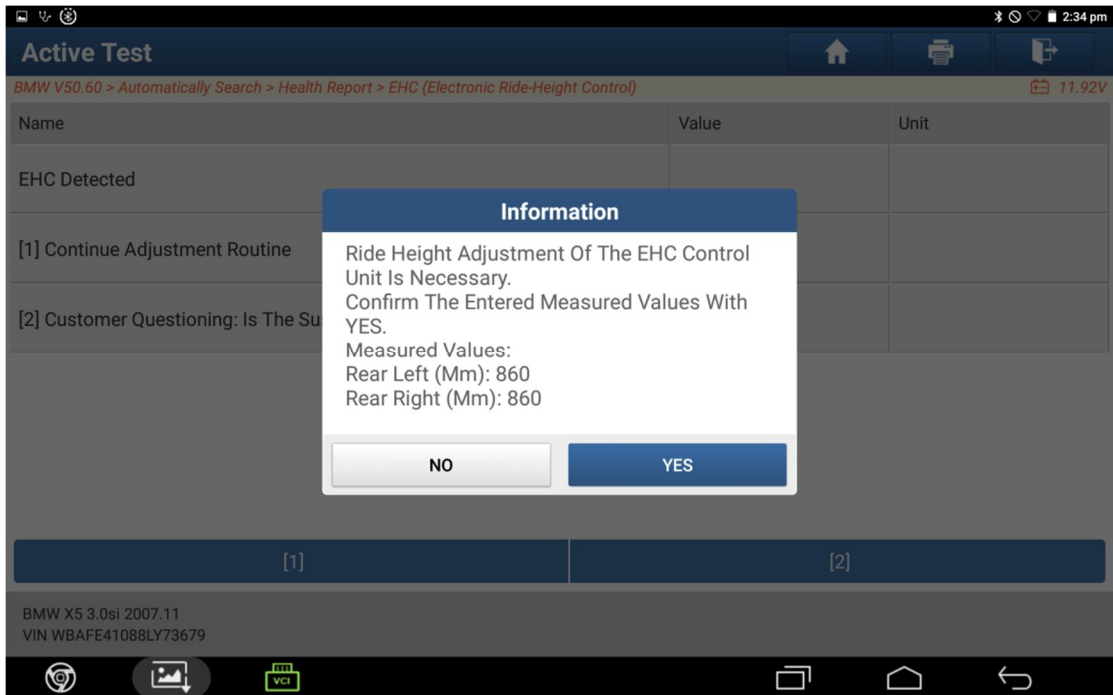 2:34 pm
Active Test
BMW V50.60 > Automatically Search > Health Report > EHC (Electronic Ride-Height Control)
11.92V
Name
Value
Unit
EHC Detected
[1] Continue Adjustment Routine
[2] Customer Questioning: Is The Su
Information
Ride Height Adjustment Of The EHC Control
Unit Is Necessary.
Confirm The Entered Measured Values With
YES.
Measured Values:
Rear Left (Mm): 860
Rear Right (Mm): 860
NO
YES
[1]
[2]
BMW X5 3.0si 2007.11
VIN WBAFE41088LY73679
VCI